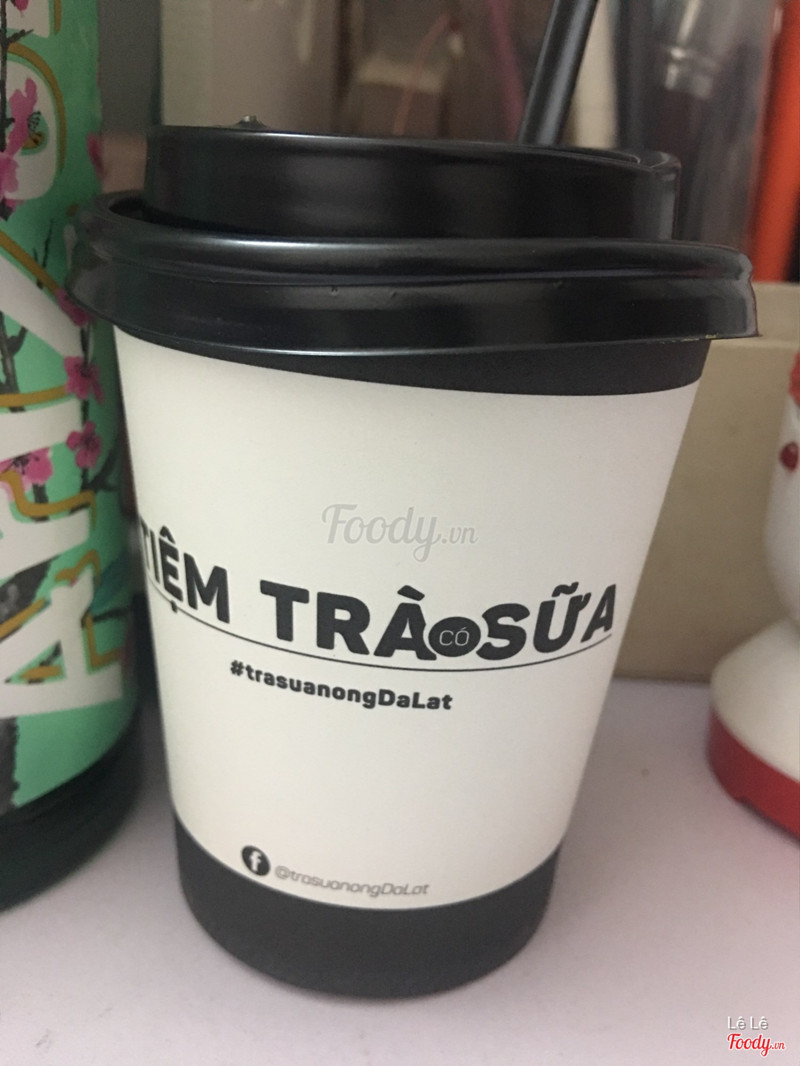 Foody.vn
TIỆM TRÀ CÓ SỮA
#trasuanongDaLat
f @trasuanongDaLat
Lê Lê
Foody.vn